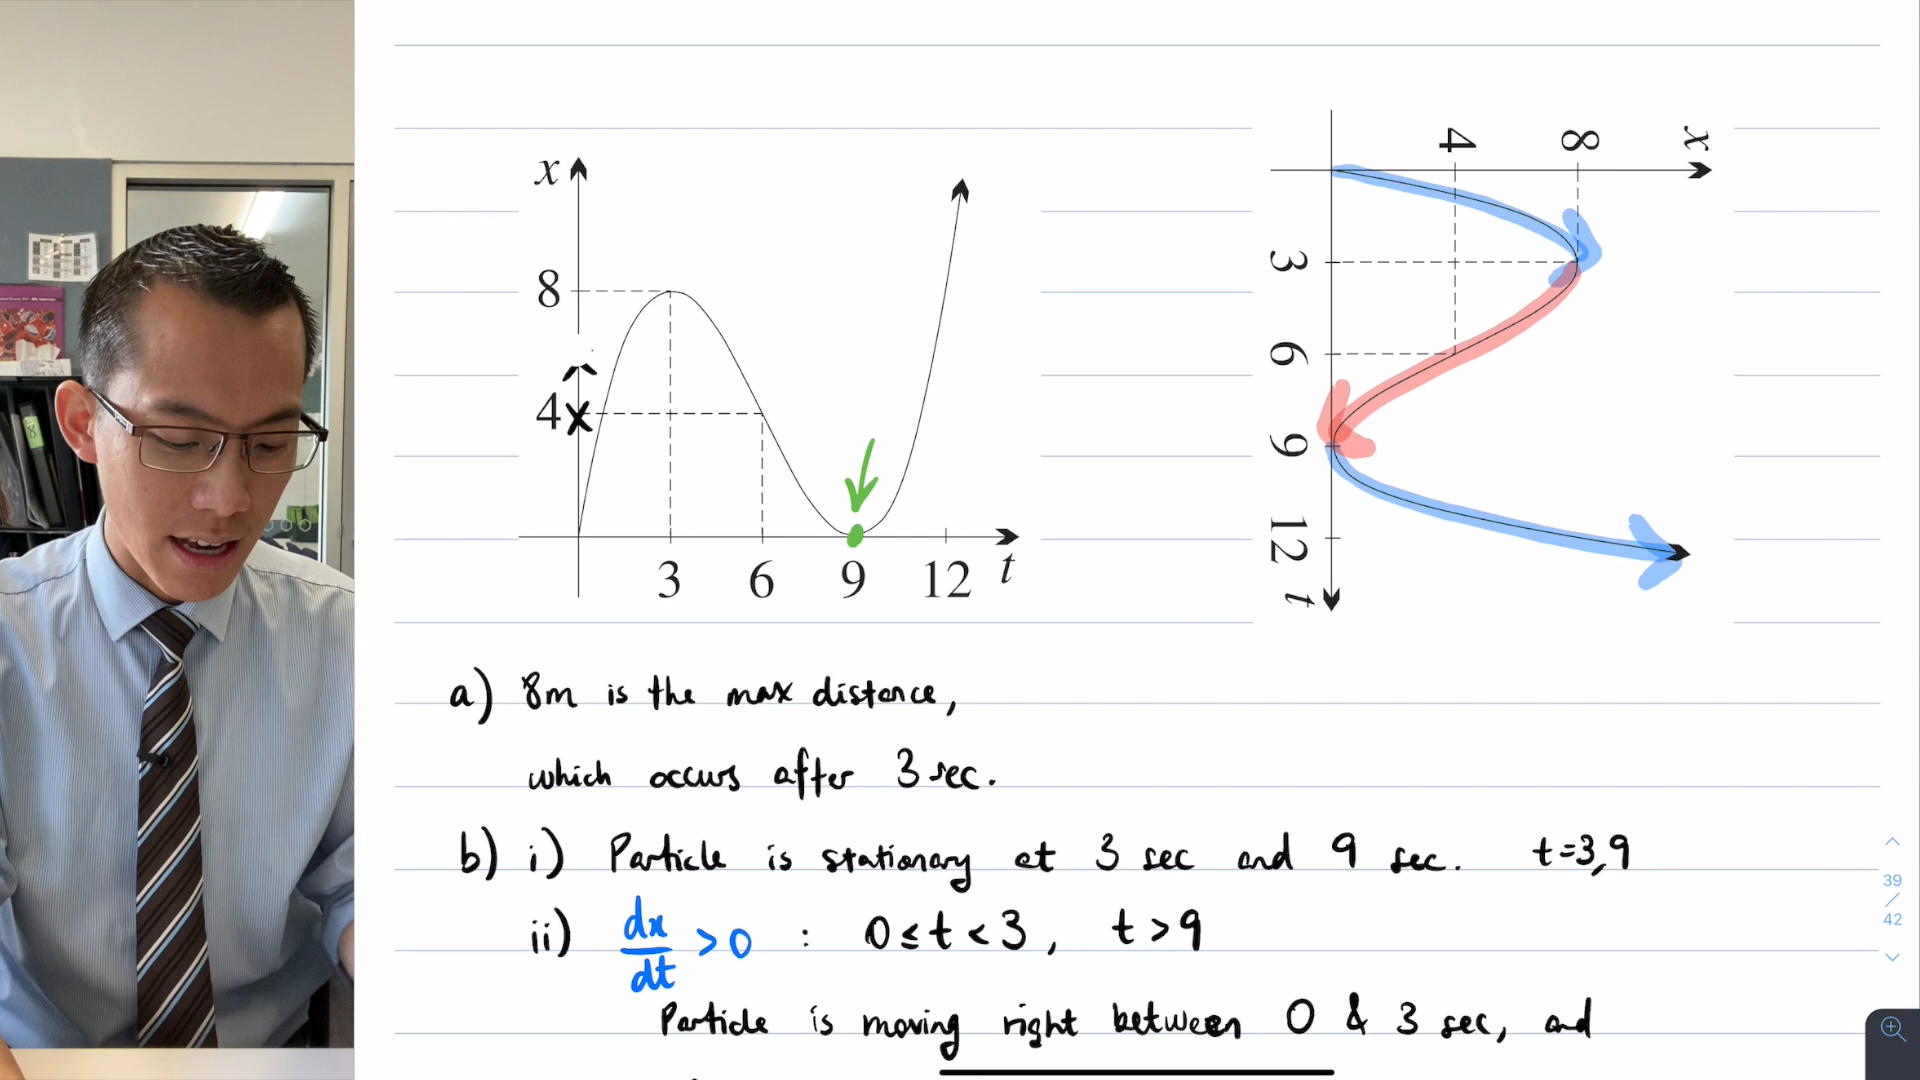 x
8
4x
3 6 9 12 t
4 8 x
3
6
9
12
t
a) 8m is the max distance,
which occurs after 3 sec.
b) i) Particle is stationary at 3 sec and 9 sec. t=3,9
ii) dx/dt > 0 : 0 ≤ t < 3 , t > 9
Particle is moving right between 0 & 3 sec, and
39
/
42